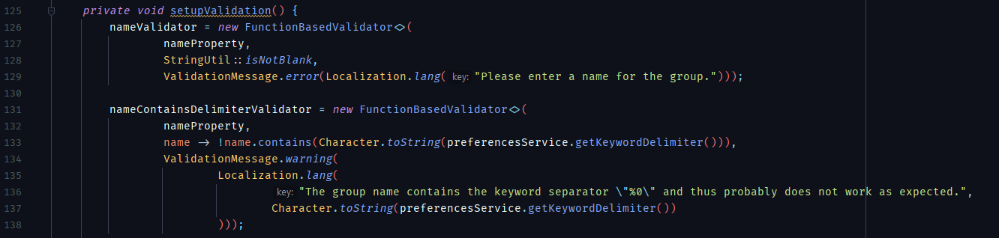 125 private void setupValidation() {
126 nameValidator = new FunctionBasedValidator<>(
127 nameProperty,
128 StringUtil::isNotBlank,
129 ValidationMessage.error(Localization.lang( key: "Please enter a name for the group.")));
130
131 nameContainsDelimiterValidator = new FunctionBasedValidator<>(
132 nameProperty,
133 name -> !name.contains(Character.toString(preferencesService.getKeywordDelimiter())),
134 ValidationMessage.warning(
135 Localization.lang(
136 key: "The group name contains the keyword separator \"%0\" and thus probably does not work as expected.",
137 Character.toString(preferencesService.getKeywordDelimiter())
138 )));